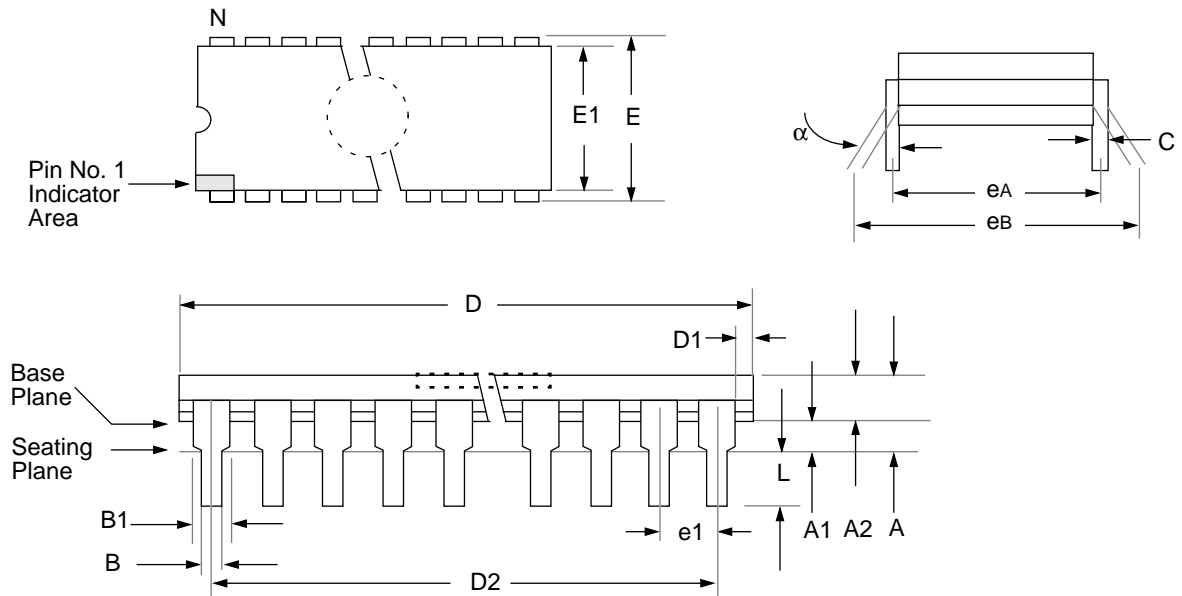 N
E1
E
α
C
eA
eB
Pin No. 1
Indicator
Area
D
D1
Base
Plane
Seating
Plane
L
B1
B
e1
A1
A2
A
D2